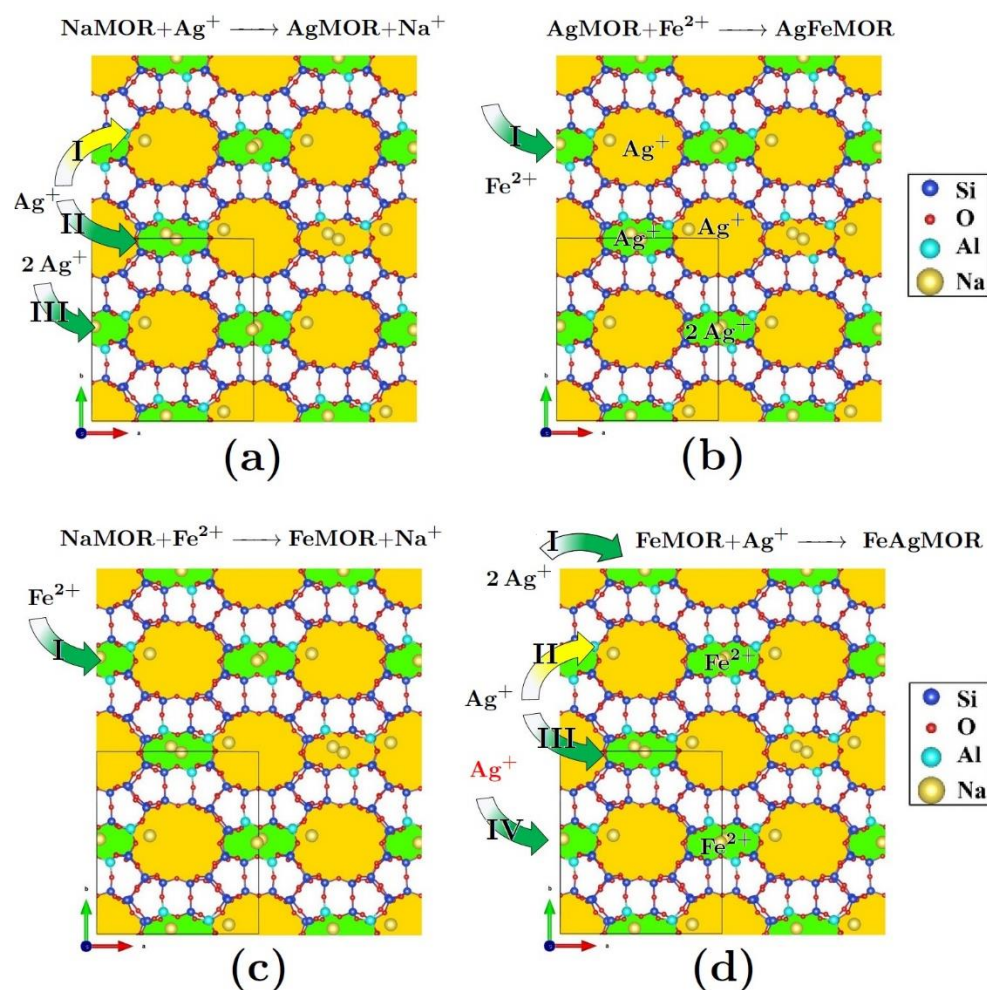 NaMOR+Ag⁺ ⟶ AgMOR+Na⁺
I
Ag⁺
II
2 Ag⁺
III
b
a
(a)
AgMOR+Fe²⁺ ⟶ AgFeMOR
I
Fe²⁺
Ag⁺
Ag⁺
Ag⁺
2 Ag⁺
b
a
(b)
Si
O
Al
Na
NaMOR+Fe²⁺ ⟶ FeMOR+Na⁺
Fe²⁺
I
b
a
(c)
I
FeMOR+Ag⁺ ⟶ FeAgMOR
2 Ag⁺
II
Fe²⁺
Ag⁺
III
Ag⁺
IV
Fe²⁺
b
a
(d)
Si
O
Al
Na